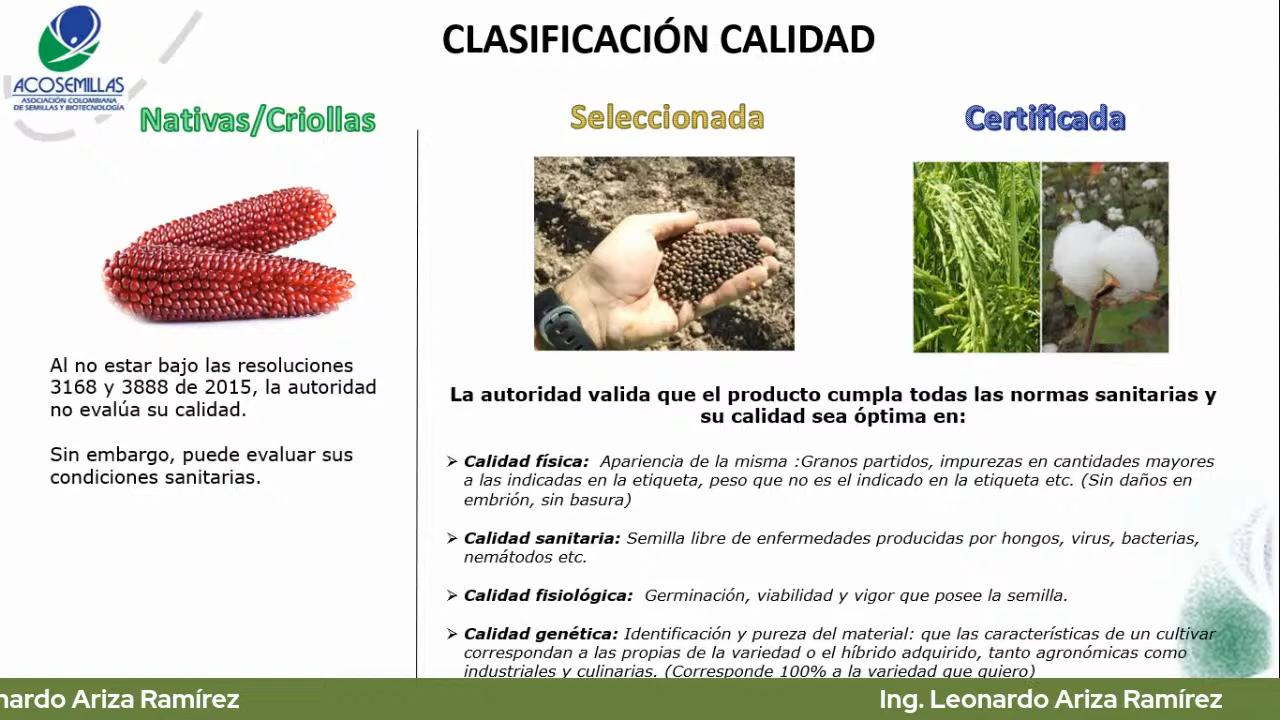 CLASIFICACIÓN CALIDAD
ACOSEMILLAS
ASOCIACIÓN COLOMBIANA
DE SEMILLAS Y BIOTECNOLOGÍA
Nativas/Criollas
Seleccionada
Certificada
Al no estar bajo las resoluciones
3168 y 3888 de 2015, la autoridad
no evalúa su calidad.
Sin embargo, puede evaluar sus
condiciones sanitarias.
La autoridad valida que el producto cumpla todas las normas sanitarias y
su calidad sea óptima en:
➢ Calidad física: Apariencia de la misma :Granos partidos, impurezas en cantidades mayores
a las indicadas en la etiqueta, peso que no es el indicado en la etiqueta etc. (Sin daños en
embrión, sin basura)
➢ Calidad sanitaria: Semilla libre de enfermedades producidas por hongos, virus, bacterias,
nemátodos etc.
➢ Calidad fisiológica: Germinación, viabilidad y vigor que posee la semilla.
➢ Calidad genética: Identificación y pureza del material: que las características de un cultivar
correspondan a las propias de la variedad o el híbrido adquirido, tanto agronómicas como
industriales y culinarias. (Corresponde 100% a la variedad que quiero)
nardo Ariza Ramírez
Ing. Leonardo Ariza Ramírez